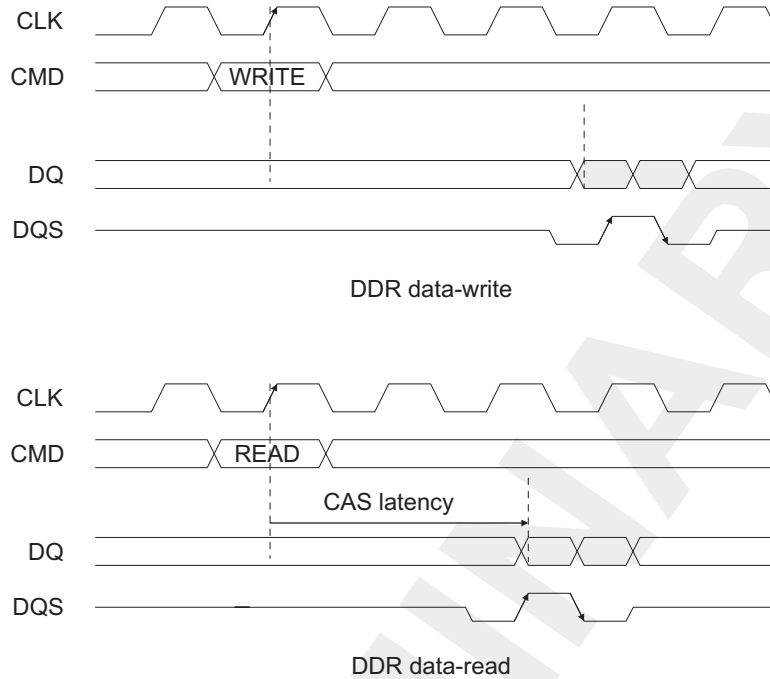 CLK
CMD WRITE
DQ
DQS
DDR data-write
CLK
CMD READ
CAS latency
DQ
DQS
DDR data-read